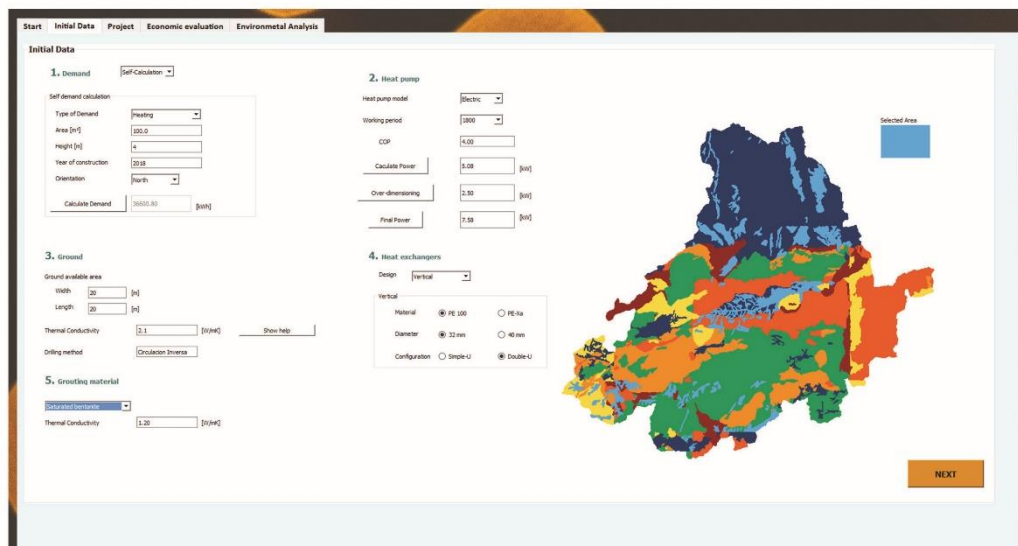 Start Initial Data Project Economic evaluation Environmetal Analysis
Initial Data
1. Demand Self-Calculation
Self demand calculation
Type of Demand Heating
Area [m²] 100.0
Height [m] 4
Year of construction 2018
Orientation North
Calculate Demand 36600.80 [kWh]
2. Heat pump
Heat pump model Electric
Working period 1800
COP 4.00
Caculate Power 5.08 [kW]
Over-dimensioning 2.50 [kW]
Final Power 7.58 [kW]
Selected Area
3. Ground
Ground available area
Width 20 [m]
Length 20 [m]
Thermal Conductivity 2.1 [W/mK] Show help
Drilling method Circulacion Inversa
4. Heat exchangers
Design Vertical
Vertical
Material PE 100 PE-Xa
Diameter 32 mm 40 mm
Configuration Simple-U Double-U
5. Grouting material
Saturated bentonite
Thermal Conductivity 1.20 [W/mK]
NEXT